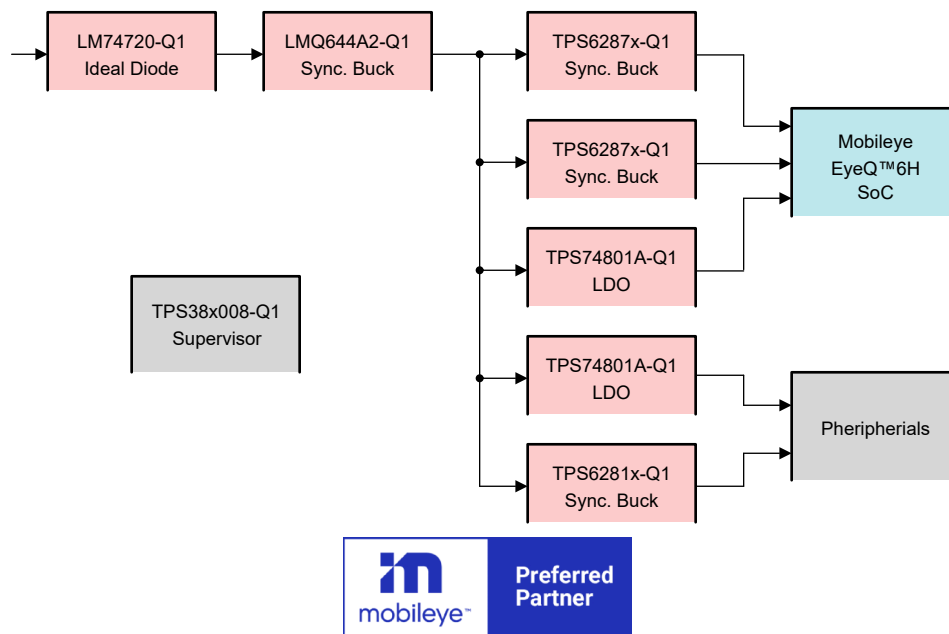 LM74720-Q1
Ideal Diode
LMQ644A2-Q1
Sync. Buck
TPS6287x-Q1
Sync. Buck
TPS6287x-Q1
Sync. Buck
TPS74801A-Q1
LDO
Mobileye
EyeQ™6H
SoC
TPS38x008-Q1
Supervisor
TPS74801A-Q1
LDO
TPS6281x-Q1
Sync. Buck
Pheripherials
mobileye™
Preferred
Partner